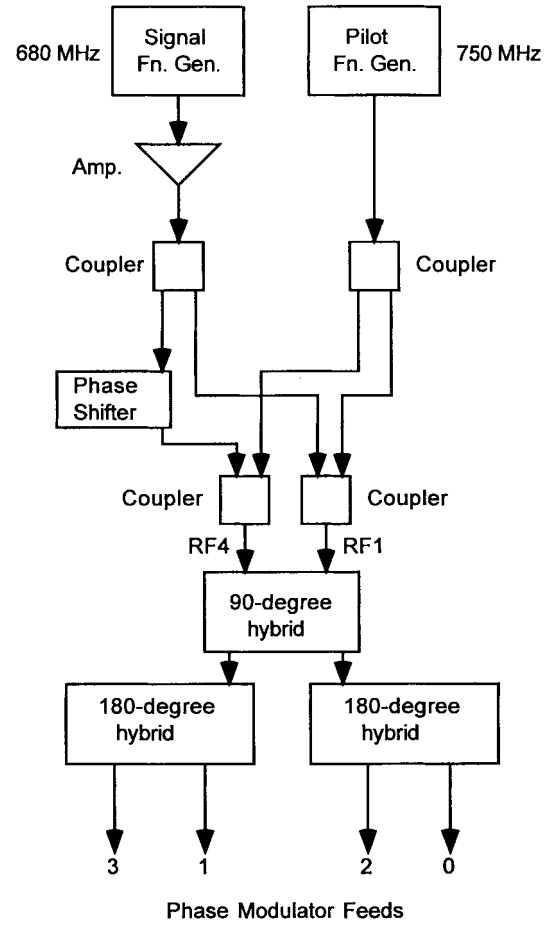 680 MHz
Signal
Fn. Gen.
Pilot
Fn. Gen.
750 MHz
Amp.
Coupler
Coupler
Phase
Shifter
Coupler
Coupler
RF4
RF1
90-degree
hybrid
180-degree
hybrid
180-degree
hybrid
3
1
2
0
Phase Modulator Feeds